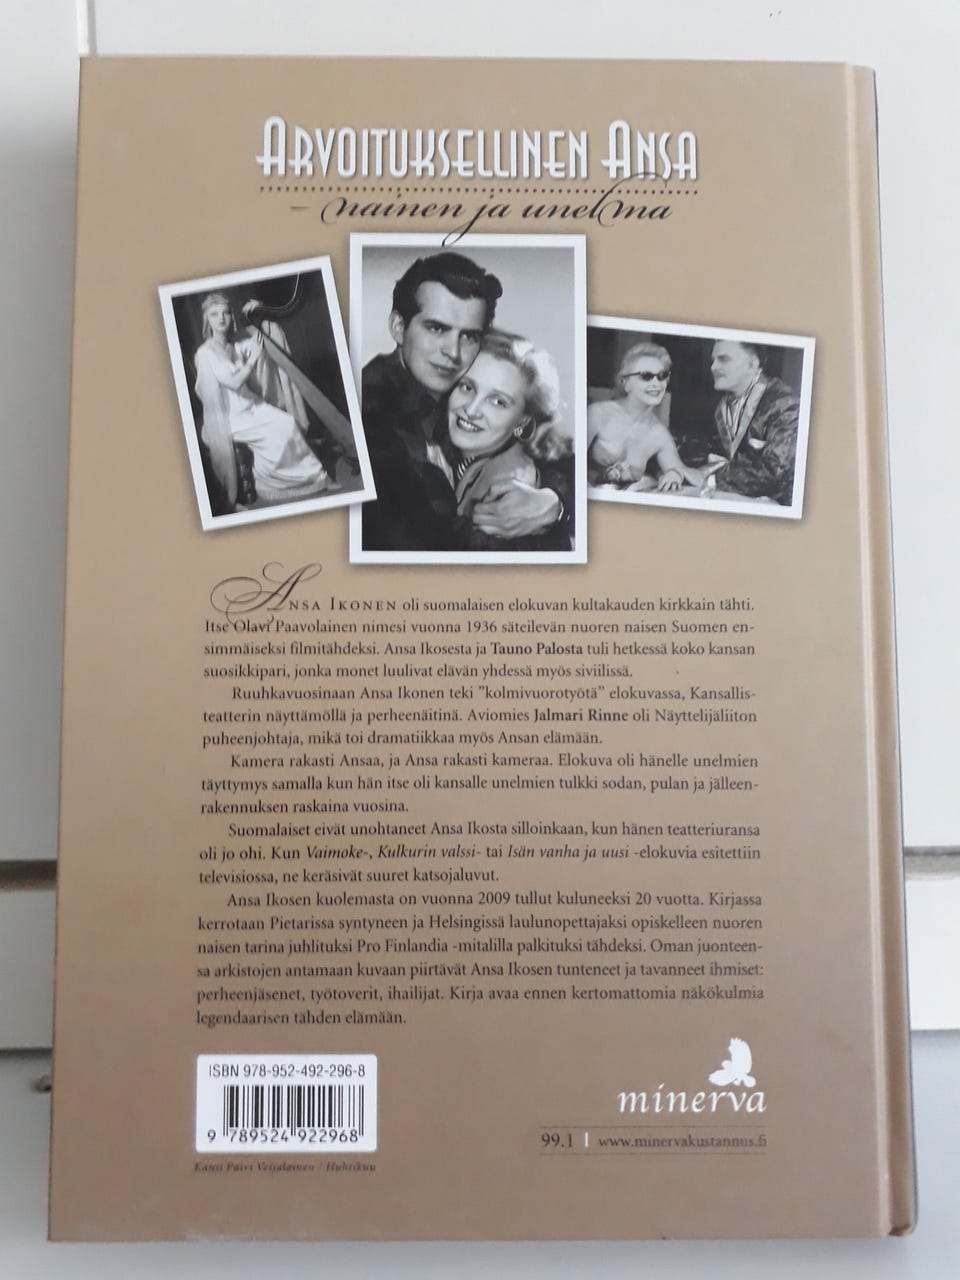 ARVOITUKSELLINEN ANSA
– nainen ja unelma
ANSA IKONEN oli suomalaisen elokuvan kultakauden kirkkain tähti.
Itse Olavi Paavolainen nimesi vuonna 1936 säteilevän nuoren naisen Suomen en-
simmäiseksi filmitähdeksi. Ansa Ikosesta ja Tauno Palosta tuli hetkessä koko kansan
suosikkipari, jonka monet luulivat elävän yhdessä myös siviilissä.
Ruuhkavuosinaan Ansa Ikonen teki ”kolmivuorotyötä” elokuvassa, Kansallis-
teatterin näyttämöllä ja perheenäitinä. Aviomies Jalmari Rinne oli Näyttelijäliiton
puheenjohtaja, mikä toi dramatiikkaa myös Ansan elämään.
Kamera rakasti Ansaa, ja Ansa rakasti kameraa. Elokuva oli hänelle unelmien
täyttymys samalla kun hän itse oli kansalle unelmien tulkki sodan, pulan ja jälleen-
rakennuksen raskaina vuosina.
Suomalaiset eivät unohtaneet Ansa Ikosta silloinkaan, kun hänen teatteriuransa
oli jo ohi. Kun Vaimoke-, Kulkurin valssi- tai Isän vanha ja uusi -elokuvia esitettiin
televisiossa, ne keräsivät suuret katsojaluvut.
Ansa Ikosen kuolemasta on vuonna 2009 tullut kuluneeksi 20 vuotta. Kirjassa
kerrotaan Pietarissa syntyneen ja Helsingissä laulunopettajaksi opiskelleen nuoren
naisen tarina juhlituksi Pro Finlandia -mitalilla palkituksi tähdeksi. Oman juonteen-
sa arkistojen antamaan kuvaan piirtävät Ansa Ikosen tunteneet ja tavanneet ihmiset:
perheenjäsenet, työtoverit, ihailijat. Kirja avaa ennen kertomattomia näkökulmia
legendaarisen tähden elämään.
ISBN 978-952-492-296-8
9 789524 922968
minerva
99.1 | www.minervakustannus.fi
Kansi Päivi Veijalainen / Huhtikuu